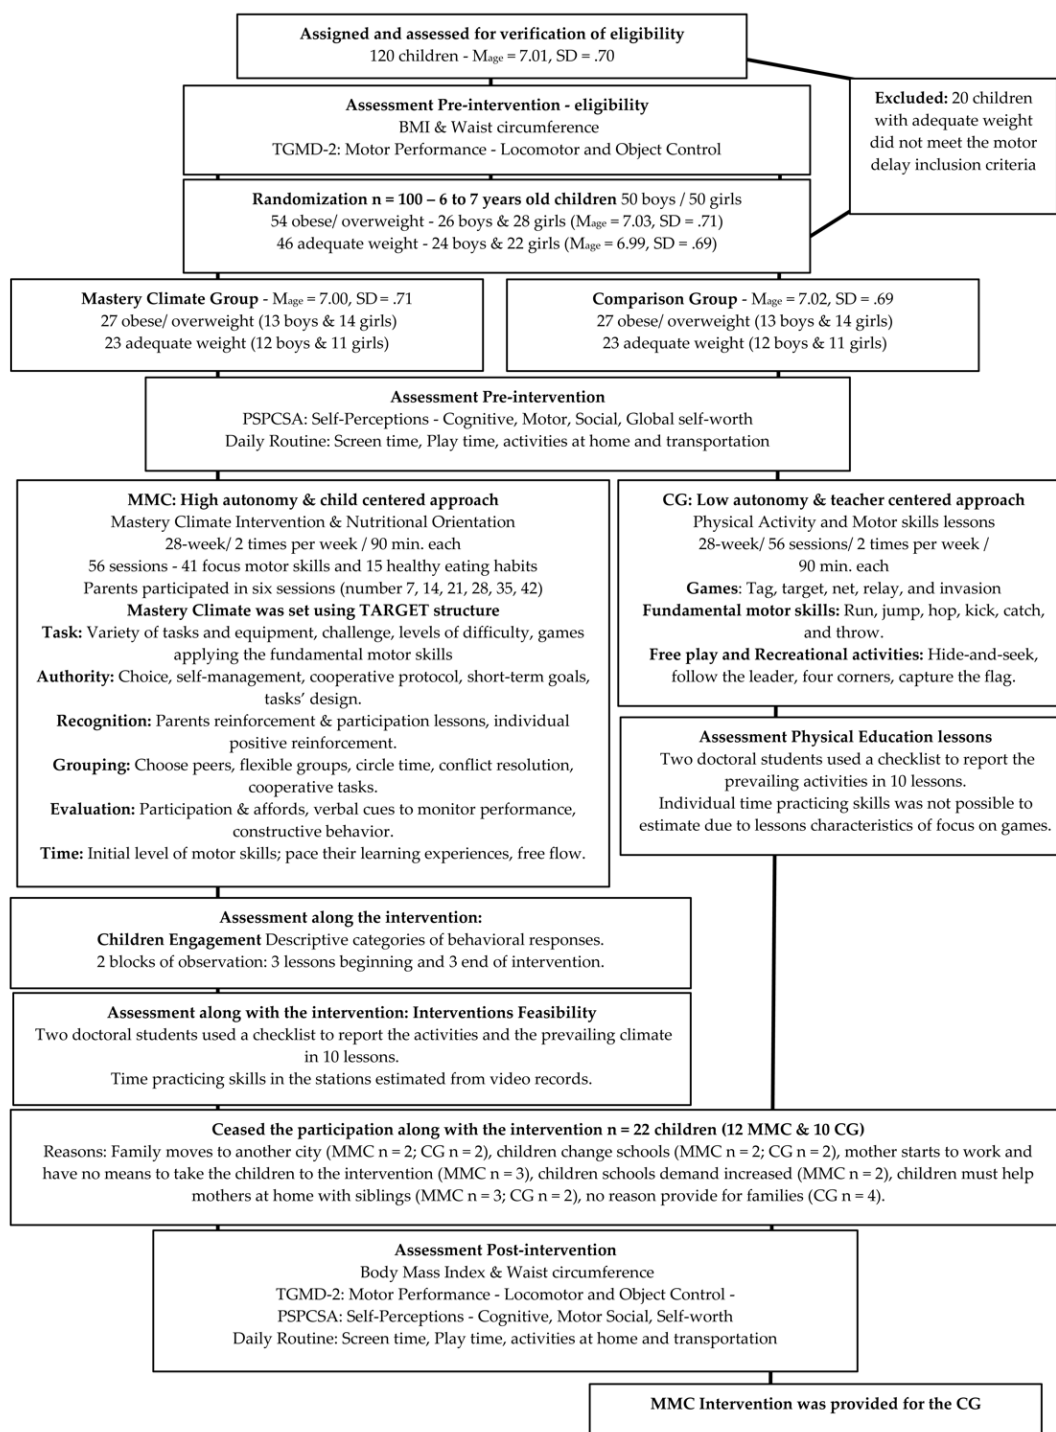 Assigned and assessed for verification of eligibility
120 children - Mage = 7.01, SD = .70
Excluded: 20 children
with adequate weight
did not meet the motor
delay inclusion criteria
Assessment Pre-intervention - eligibility
BMI & Waist circumference
TGMD-2: Motor Performance - Locomotor and Object Control
Randomization n = 100 – 6 to 7 years old children 50 boys / 50 girls
54 obese/ overweight - 26 boys & 28 girls (Mage = 7.03, SD = .71)
46 adequate weight - 24 boys & 22 girls (Mage = 6.99, SD = .69)
Mastery Climate Group - Mage = 7.00, SD = .71
27 obese/ overweight (13 boys & 14 girls)
23 adequate weight (12 boys & 11 girls)
Comparison Group - Mage = 7.02, SD = .69
27 obese/ overweight (13 boys & 14 girls)
23 adequate weight (12 boys & 11 girls)
Assessment Pre-intervention
PSPCSA: Self-Perceptions - Cognitive, Motor, Social, Global self-worth
Daily Routine: Screen time, Play time, activities at home and transportation
MMC: High autonomy & child centered approach
Mastery Climate Intervention & Nutritional Orientation
28-week/ 2 times per week / 90 min. each
56 sessions - 41 focus motor skills and 15 healthy eating habits
Parents participated in six sessions (number 7, 14, 21, 28, 35, 42)
Mastery Climate was set using TARGET structure
Task: Variety of tasks and equipment, challenge, levels of difficulty, games
applying the fundamental motor skills
Authority: Choice, self-management, cooperative protocol, short-term goals,
tasks’ design.
Recognition: Parents reinforcement & participation lessons, individual
positive reinforcement.
Grouping: Choose peers, flexible groups, circle time, conflict resolution,
cooperative tasks.
Evaluation: Participation & affords, verbal cues to monitor performance,
constructive behavior.
Time: Initial level of motor skills; pace their learning experiences, free flow.
CG: Low autonomy & teacher centered approach
Physical Activity and Motor skills lessons
28-week/ 56 sessions/ 2 times per week /
90 min. each
Games: Tag, target, net, relay, and invasion
Fundamental motor skills: Run, jump, hop, kick, catch,
and throw.
Free play and Recreational activities: Hide-and-seek,
follow the leader, four corners, capture the flag.
Assessment Physical Education lessons
Two doctoral students used a checklist to report the
prevailing activities in 10 lessons.
Individual time practicing skills was not possible to
estimate due to lessons characteristics of focus on games.
Assessment along the intervention:
Children Engagement Descriptive categories of behavioral responses.
2 blocks of observation: 3 lessons beginning and 3 end of intervention.
Assessment along with the intervention: Interventions Feasibility
Two doctoral students used a checklist to report the activities and the prevailing climate
in 10 lessons.
Time practicing skills in the stations estimated from video records.
Ceased the participation along with the intervention n = 22 children (12 MMC & 10 CG)
Reasons: Family moves to another city (MMC n = 2; CG n = 2), children change schools (MMC n = 2; CG n = 2), mother starts to work and
have no means to take the children to the intervention (MMC n = 3), children schools demand increased (MMC n = 2), children must help
mothers at home with siblings (MMC n = 3; CG n = 2), no reason provide for families (CG n = 4).
Assessment Post-intervention
Body Mass Index & Waist circumference
TGMD-2: Motor Performance - Locomotor and Object Control -
PSPCSA: Self-Perceptions - Cognitive, Motor Social, Self-worth
Daily Routine: Screen time, Play time, activities at home and transportation
MMC Intervention was provided for the CG